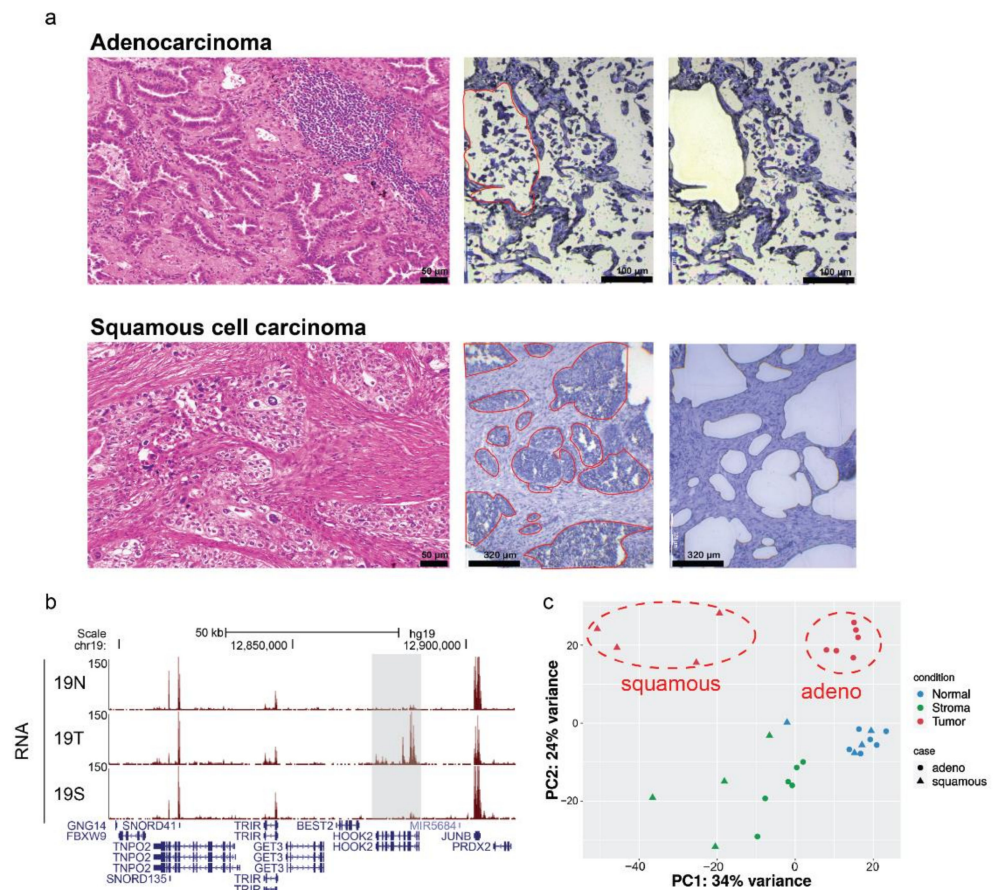 a
Adenocarcinoma
50 µm
100 µm
100 µm
Squamous cell carcinoma
50 µm
320 µm
320 µm
b
Scale
50 kb
hg19
chr19:
12,850,000
12,900,000
RNA
150
19N
150
19T
150
19S
GNG14 SNORD41 TRIR BEST2 MIR5684 JUNB
FBXW9 TRIR HOOK2 PRDX2
TNPO2 GET3 HOOK2
TNPO2 GET3
TNPO2 GET3
SNORD135 TRIR
TRIR
c
squamous
adeno
PC2: 24% variance
20
0
−20
−40
−20
0
20
PC1: 34% variance
condition
Normal
Stroma
Tumor
case
adeno
squamous